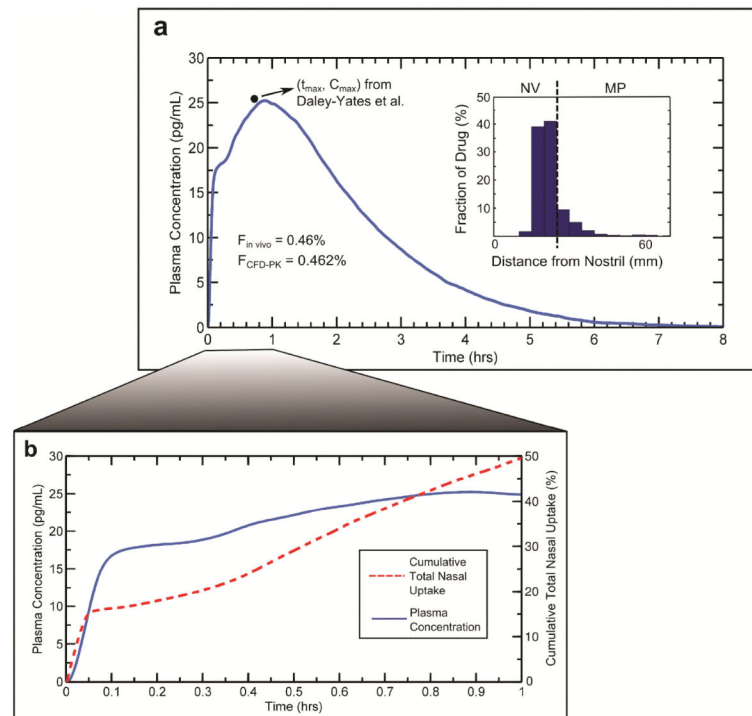 a
30
25
20
15
10
5
0
Plasma Concentration (pg/mL)
(tmax, Cmax) from
Daley-Yates et al.
Fin vivo = 0.46%
FCFD-PK = 0.462%
NV
MP
50
40
30
20
10
Fraction of Drug (%)
0
60
Distance from Nostril (mm)
0 1 2 3 4 5 6 7 8
Time (hrs)
b
30
25
20
15
10
5
0
Plasma Concentration (pg/mL)
50
40
30
20
10
0
Cumulative Total Nasal Uptake (%)
Cumulative
Total Nasal
Uptake
Plasma
Concentration
0 0.1 0.2 0.3 0.4 0.5 0.6 0.7 0.8 0.9 1
Time (hrs)